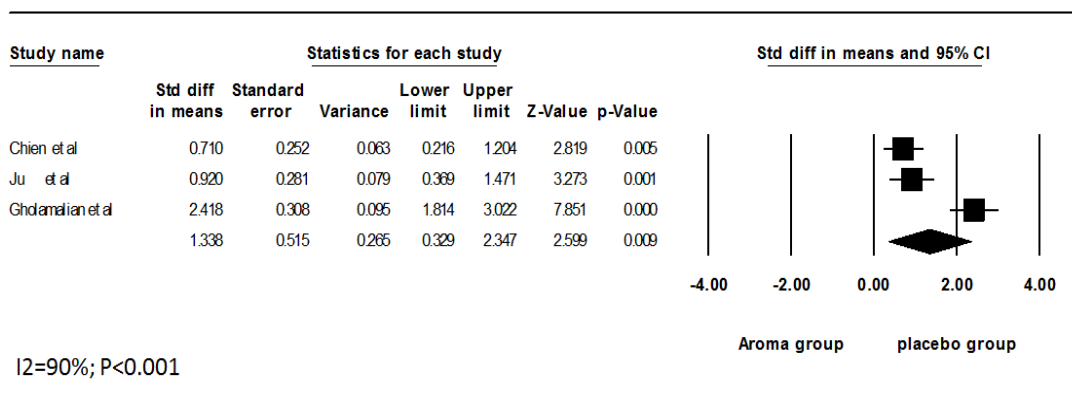 Study name Statistics for each study Std diff in means and 95% CI
Std diff Standard Lower Upper
in means error Variance limit limit Z-Value p-Value
Chien et al 0.710 0.252 0.063 0.216 1.204 2.819 0.005
Ju et al 0.920 0.281 0.079 0.369 1.471 3.273 0.001
Gholamalian et al 2.418 0.308 0.095 1.814 3.022 7.851 0.000
1.338 0.515 0.265 0.329 2.347 2.599 0.009
-4.00 -2.00 0.00 2.00 4.00
Aroma group placebo group
I2=90%; P<0.001